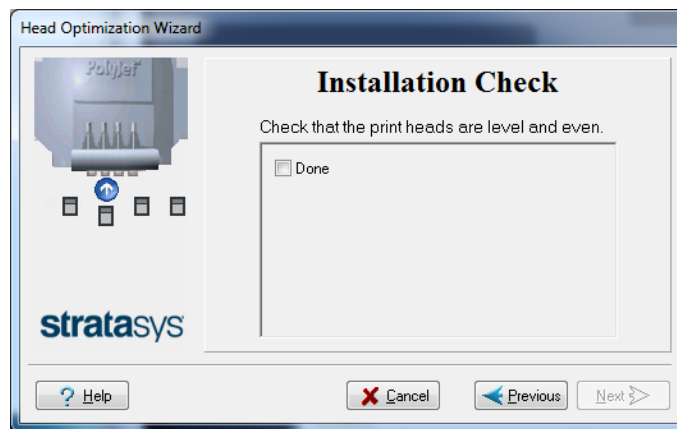 Head Optimization Wizard
PolyJet
Installation Check
Check that the print heads are level and even.
Done
stratasys
? Help
Cancel
Previous
Next